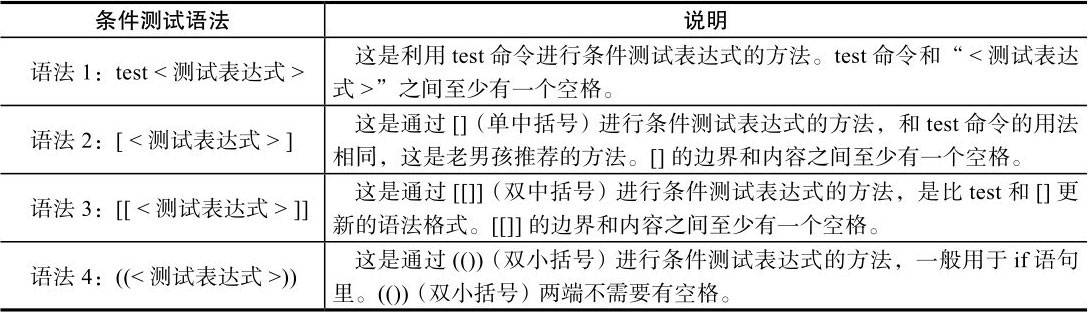 条件测试语法 说明
语法 1：test < 测试表达式 > 这是利用 test 命令进行条件测试表达式的方法。test 命令和“ < 测试表达
式 >”之间至少有一个空格。
语法 2：[ < 测试表达式 > ] 这是通过 []（单中括号）进行条件测试表达式的方法，和 test 命令的用法
相同，这是老男孩推荐的方法。[] 的边界和内容之间至少有一个空格。
语法 3：[[ < 测试表达式 > ]] 这是通过 [[]]（双中括号）进行条件测试表达式的方法，是比 test 和 [] 更
新的语法格式。[[]] 的边界和内容之间至少有一个空格。
语法 4：((< 测试表达式 >)) 这是通过 (())（双小括号）进行条件测试表达式的方法，一般用于 if 语句
里。(())（双小括号）两端不需要有空格。